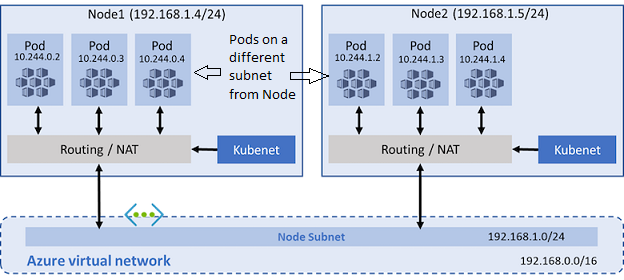 Node1 (192.168.1.4/24)
Pod
10.244.0.2
Pod
10.244.0.3
Pod
10.244.0.4
Routing / NAT
Kubenet
Pods on a
different
subnet
from Node
Node2 (192.168.1.5/24)
Pod
10.244.1.2
Pod
10.244.1.3
Pod
10.244.1.4
Routing / NAT
Kubenet
Node Subnet
192.168.1.0/24
Azure virtual network
192.168.0.0/16